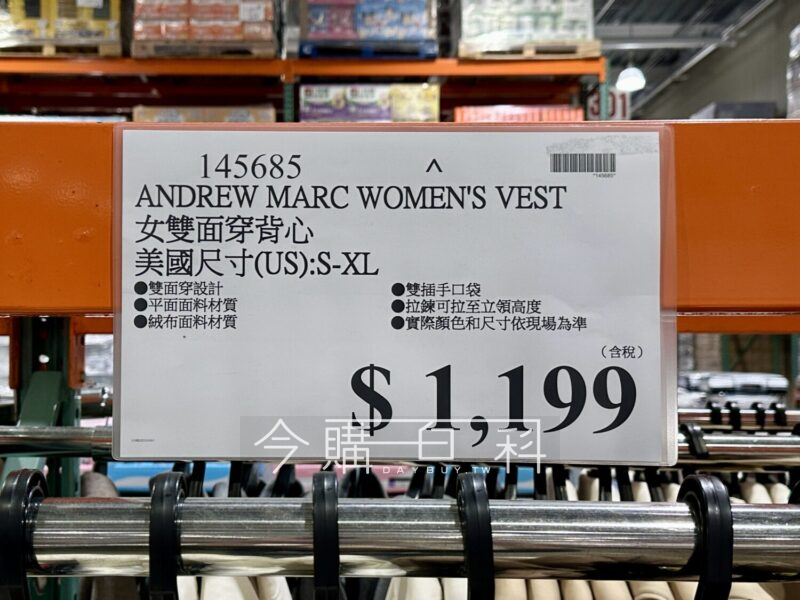 145685
^
*145685*
ANDREW MARC WOMEN'S VEST
女雙面穿背心
美國尺寸(US):S-XL
●雙面穿設計
●平面面料材質
●絨布面料材質
●雙插手口袋
●拉鍊可拉至立領高度
●實際顏色和尺寸依現場為準
(含稅)
$ 1,199
今購百科
DAYBUY.TW